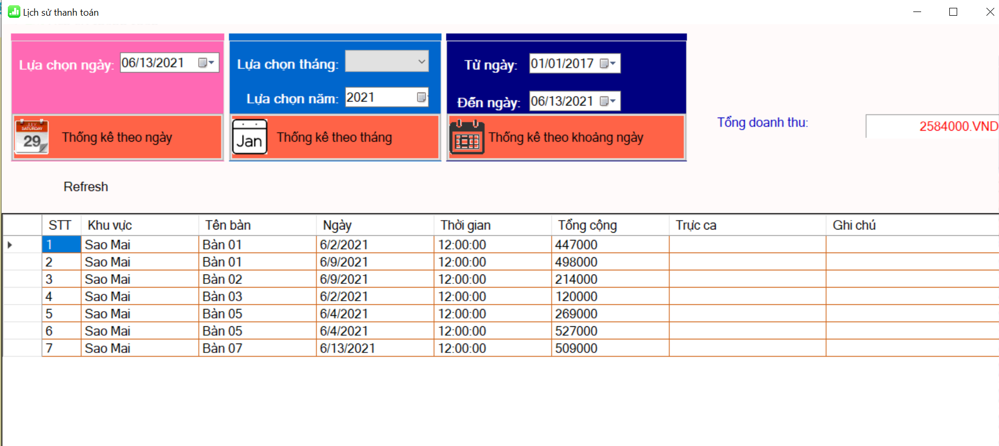 Lịch sử thanh toán
Lựa chọn ngày: 06/13/2021
Lựa chọn tháng:
Lựa chọn năm: 2021
Từ ngày: 01/01/2017
Đến ngày: 06/13/2021
SATURDAY
29 Thống kê theo ngày
Jan Thống kê theo tháng
Thống kê theo khoảng ngày
Tổng doanh thu: 2584000.VND
Refresh
STT Khu vực Tên bàn Ngày Thời gian Tổng cộng Trực ca Ghi chú
1 Sao Mai Bàn 01 6/2/2021 12:00:00 447000
2 Sao Mai Bàn 01 6/9/2021 12:00:00 498000
3 Sao Mai Bàn 02 6/9/2021 12:00:00 214000
4 Sao Mai Bàn 03 6/2/2021 12:00:00 120000
5 Sao Mai Bàn 05 6/4/2021 12:00:00 269000
6 Sao Mai Bàn 05 6/4/2021 12:00:00 527000
7 Sao Mai Bàn 07 6/13/2021 12:00:00 509000